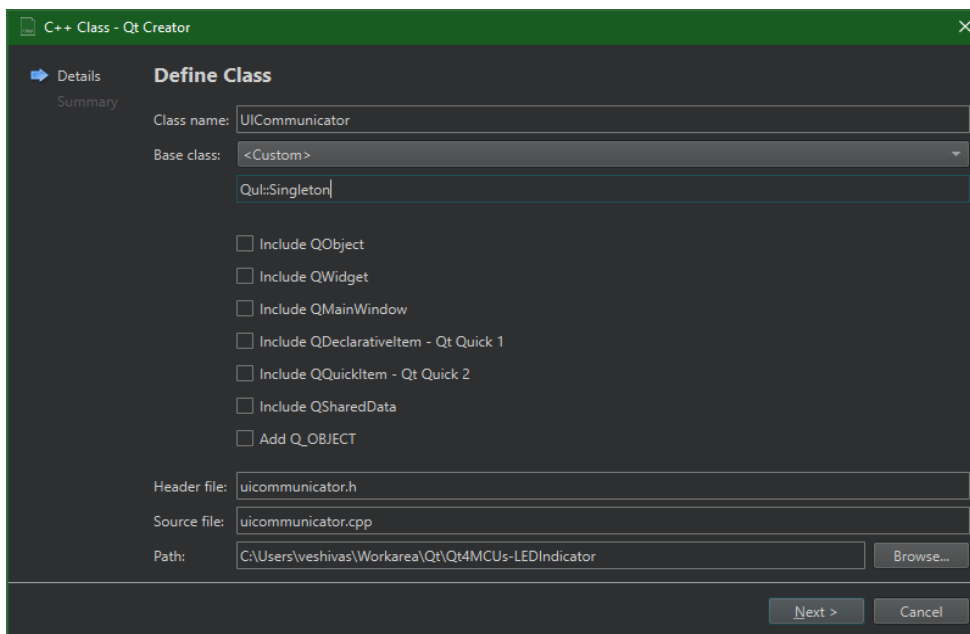 C++ Class - Qt Creator
Details
Summary
Define Class
Class name: UICommunicator
Base class: <Custom>
Qul::Singleton
Include QObject
Include QWidget
Include QMainWindow
Include QDeclarativeItem - Qt Quick 1
Include QQuickItem - Qt Quick 2
Include QSharedData
Add Q_OBJECT
Header file: uicommunicator.h
Source file: uicommunicator.cpp
Path: C:\Users\veshivas\Workarea\Qt\Qt4MCUs-LEDIndicator Browse...
Next > Cancel